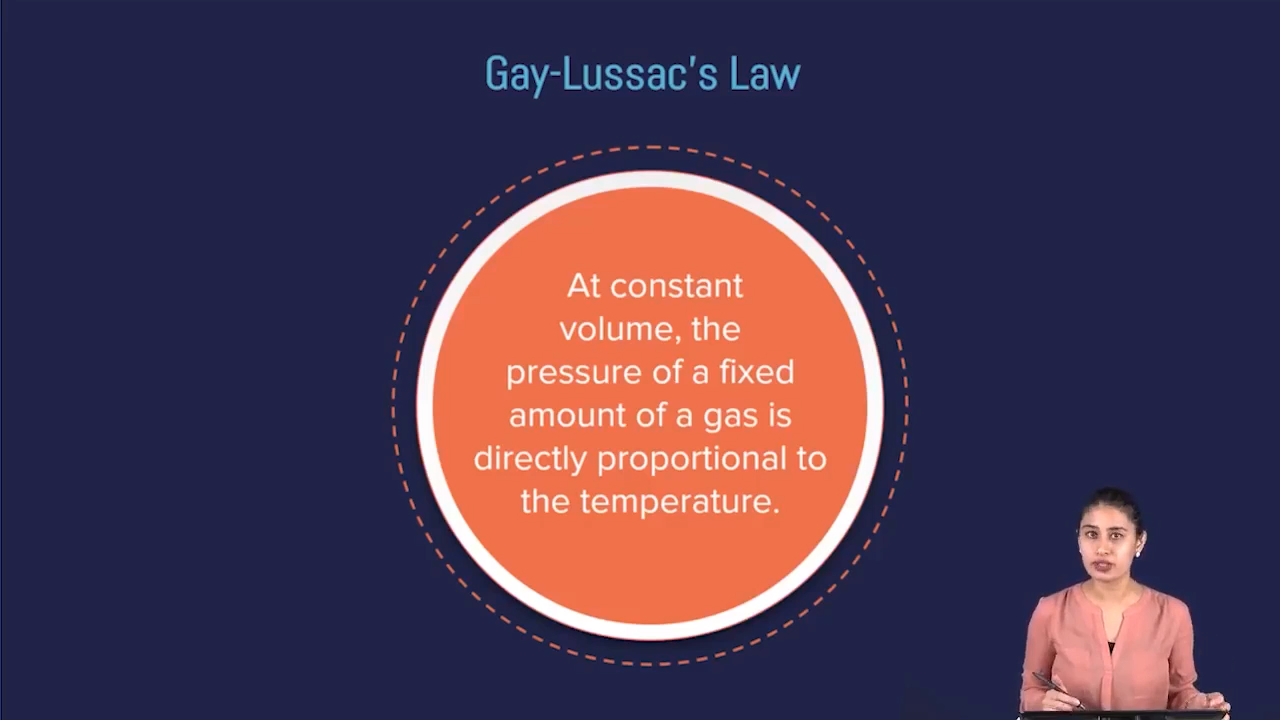 Gay-Lussac's Law
At constant
volume, the
pressure of a fixed
amount of a gas is
directly proportional to
the temperature.